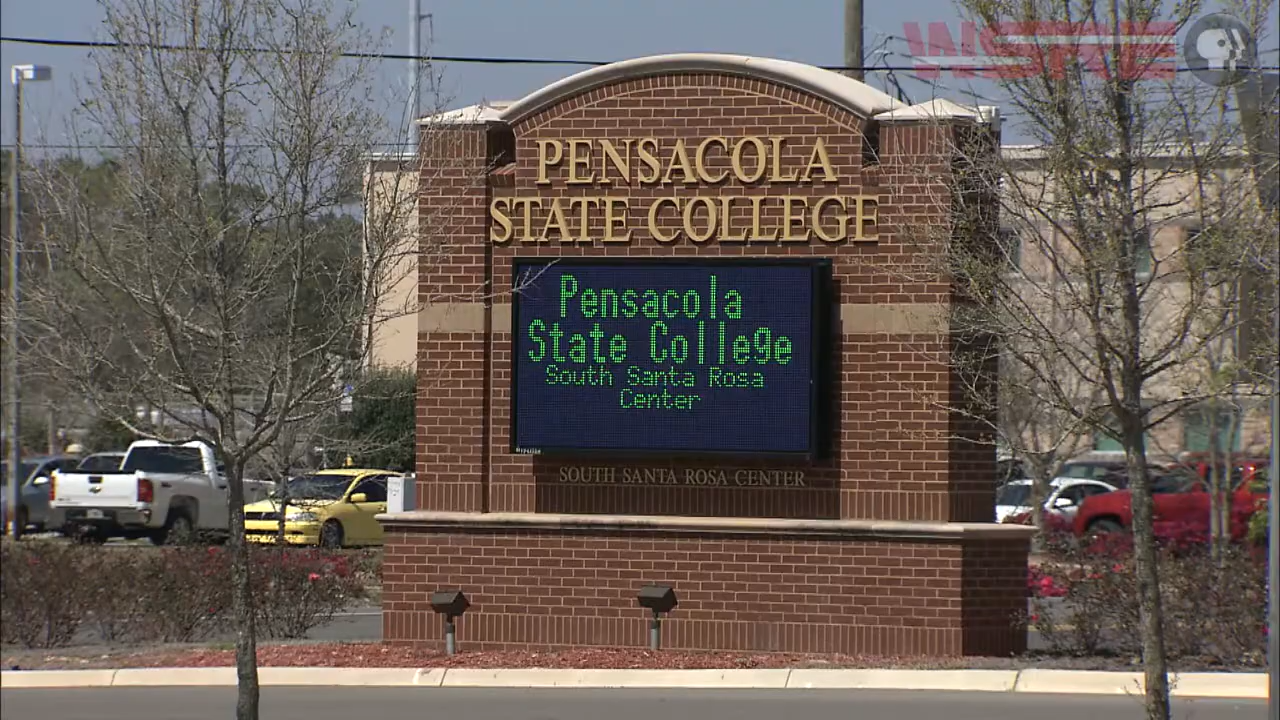 WSRE
PENSACOLA
STATE COLLEGE
Pensacola
State College
South Santa Rosa
Center
SOUTH SANTA ROSA CENTER